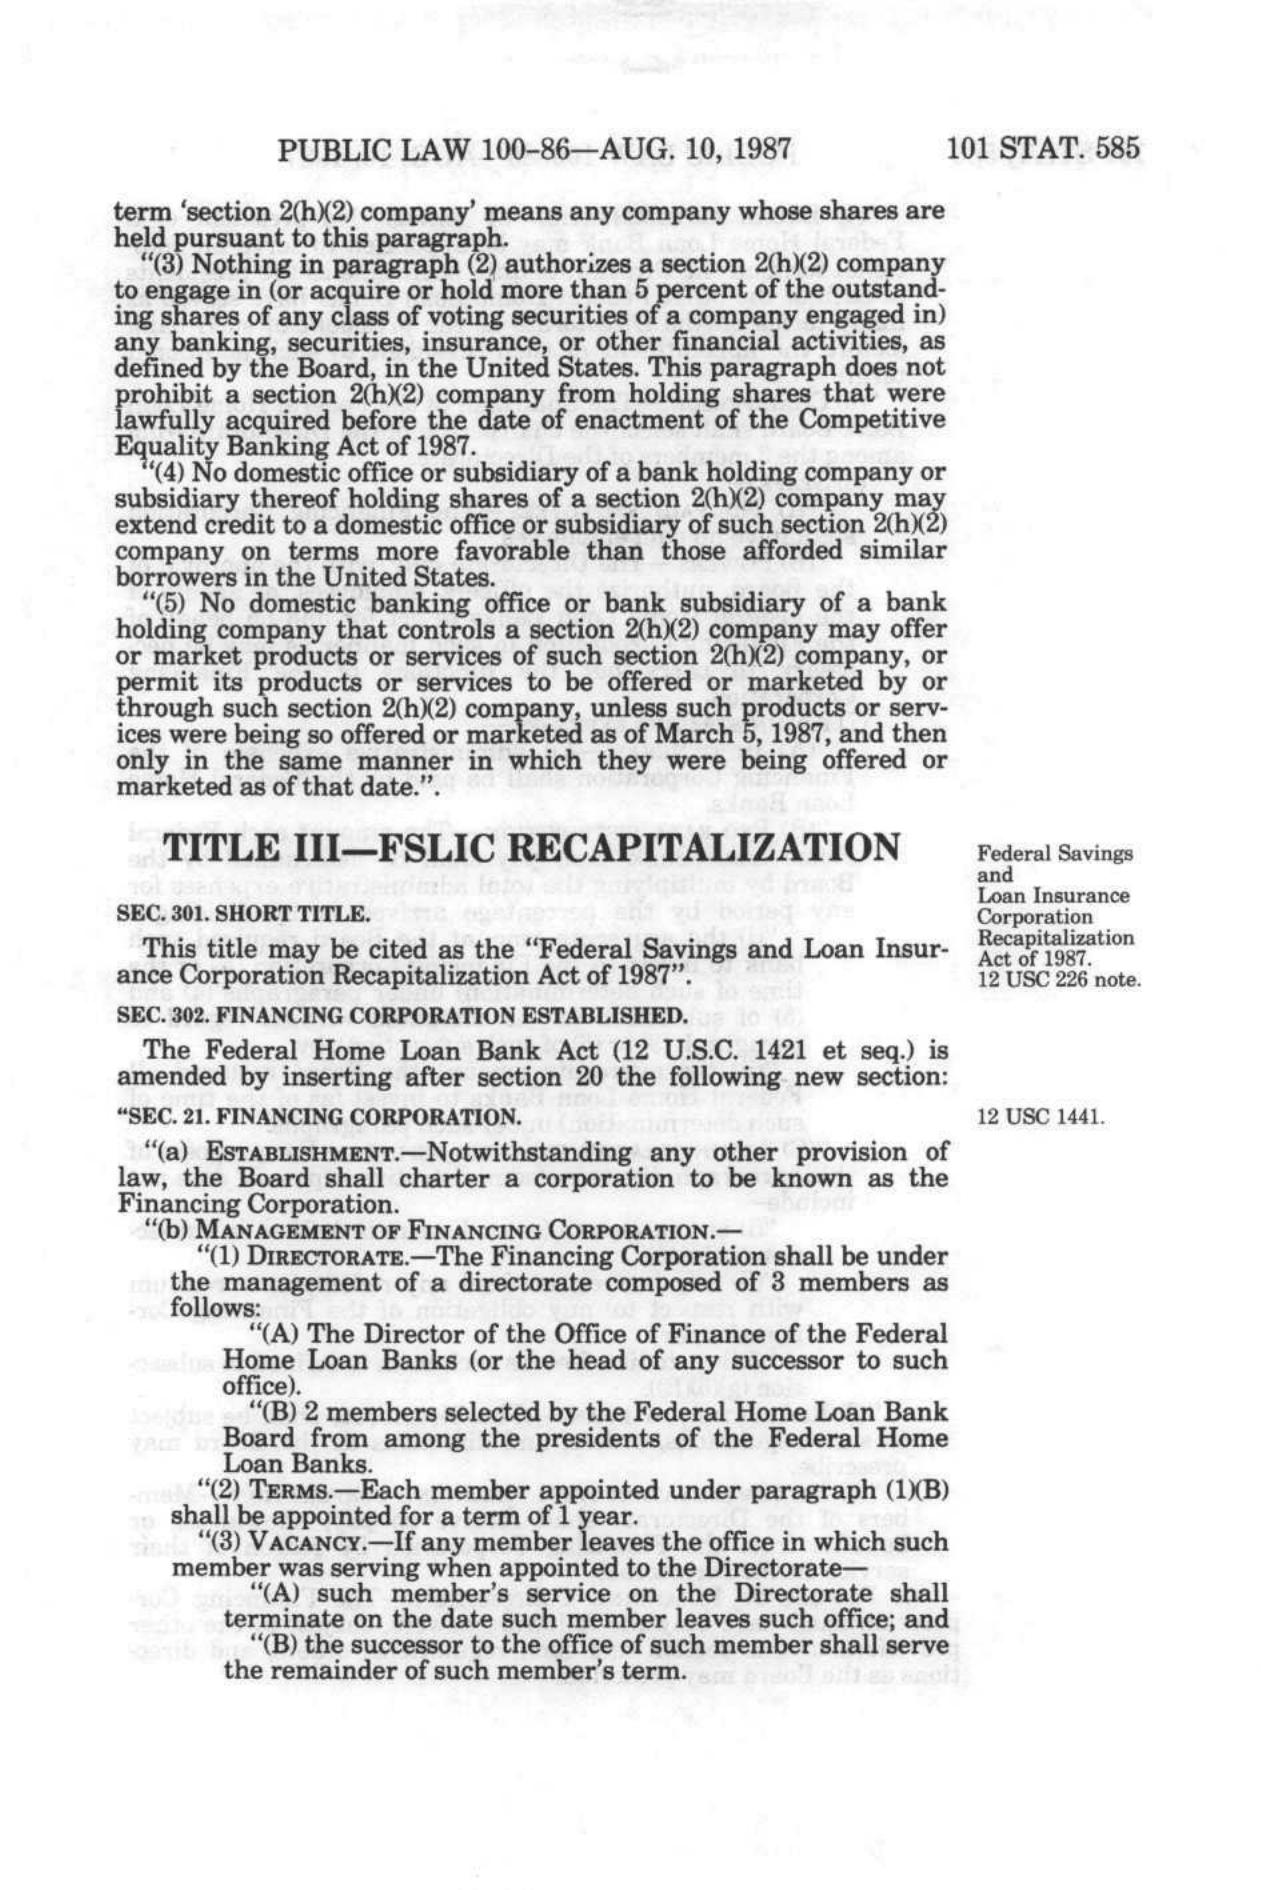 PUBLIC LAW 100-86—AUG. 10, 1987
101 STAT. 585
term 'section 2(h)(2) company' means any company whose shares are
held pursuant to this paragraph.
"(3) Nothing in paragraph (2) authorizes a section 2(h)(2) company
to engage in (or acquire or hold more than 5 percent of the outstand-
ing shares of any class of voting securities of a company engaged in)
any banking, securities, insurance, or other financial activities, as
defined by the Board, in the United States. This paragraph does not
prohibit a section 2(h)(2) company from holding shares that were
lawfully acquired before the date of enactment of the Competitive
Equality Banking Act of 1987.
"(4) No domestic office or subsidiary of a bank holding company or
subsidiary thereof holding shares of a section 2(h)(2) company may
extend credit to a domestic office or subsidiary of such section 2(h)(2)
company on terms more favorable than those afforded similar
borrowers in the United States.
"(5) No domestic banking office or bank subsidiary of a bank
holding company that controls a section 2(h)(2) company may offer
or market products or services of such section 2(h)(2) company, or
permit its products or services to be offered or marketed by or
through such section 2(h)(2) company, unless such products or serv-
ices were being so offered or marketed as of March 5, 1987, and then
only in the same manner in which they were being offered or
marketed as of that date.".
TITLE III—FSLIC RECAPITALIZATION
Federal Savings
and
Loan Insurance
Corporation
Recapitalization
Act of 1987.
12 USC 226 note.
SEC. 301. SHORT TITLE.
This title may be cited as the "Federal Savings and Loan Insur-
ance Corporation Recapitalization Act of 1987".
SEC. 302. FINANCING CORPORATION ESTABLISHED.
The Federal Home Loan Bank Act (12 U.S.C. 1421 et seq.) is
amended by inserting after section 20 the following new section:
"SEC. 21. FINANCING CORPORATION.
12 USC 1441.
"(a) ESTABLISHMENT.—Notwithstanding any other provision of
law, the Board shall charter a corporation to be known as the
Financing Corporation.
"(b) MANAGEMENT OF FINANCING CORPORATION.—
"(1) DIRECTORATE.—The Financing Corporation shall be under
the management of a directorate composed of 3 members as
follows:
"(A) The Director of the Office of Finance of the Federal
Home Loan Banks (or the head of any successor to such
office).
"(B) 2 members selected by the Federal Home Loan Bank
Board from among the presidents of the Federal Home
Loan Banks.
"(2) TERMS.—Each member appointed under paragraph (1)(B)
shall be appointed for a term of 1 year.
"(3) VACANCY.—If any member leaves the office in which such
member was serving when appointed to the Directorate—
"(A) such member's service on the Directorate shall
terminate on the date such member leaves such office; and
"(B) the successor to the office of such member shall serve
the remainder of such member's term.